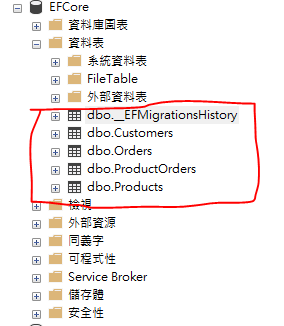 EFCore
資料庫圖表
資料表
系統資料表
FileTable
外部資料表
dbo.__EFMigrationsHistory
dbo.Customers
dbo.Orders
dbo.ProductOrders
dbo.Products
檢視
外部資源
同義字
可程式性
Service Broker
儲存體
安全性